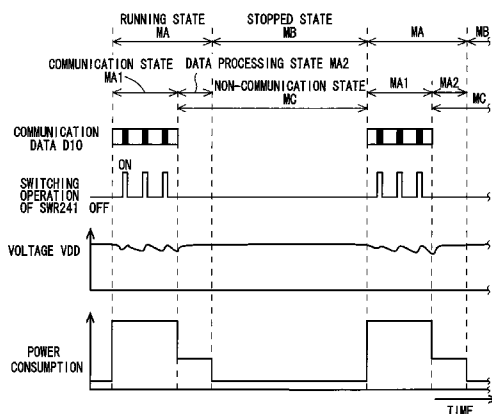 RUNNING STATE
MA
STOPPED STATE
MB
MA
MB
COMMUNICATION STATE
MA1
DATA PROCESSING STATE MA2
NON-COMMUNICATION STATE
MC
MA1
MA2
MC
COMMUNICATION
DATA D10
ON
SWITCHING
OPERATION
OF SWR241
OFF
VOLTAGE VDD
POWER
CONSUMPTION
TIME